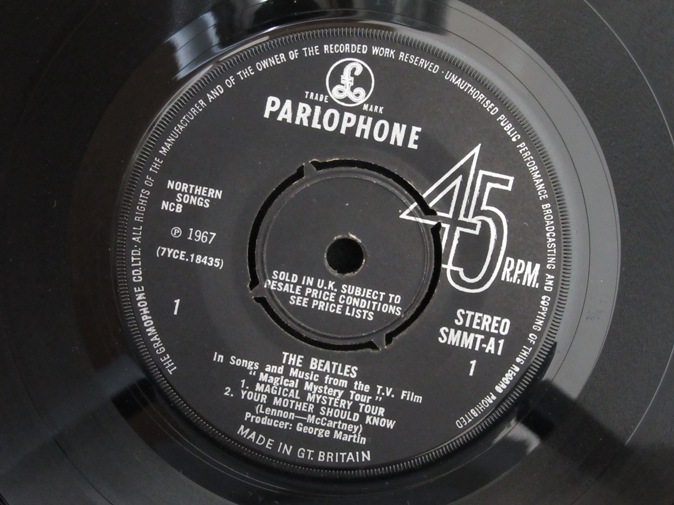 THE GRAMOPHONE CO. LTD. · ALL RIGHTS OF THE MANUFACTURER AND OF THE OWNER OF THE RECORDED WORK RESERVED · UNAUTHORISED PUBLIC PERFORMANCE BROADCASTING AND COPYING OF THIS RECORD PROHIBITED
£
TRADE MARK
PARLOPHONE
45 R.P.M.
NORTHERN
SONGS
NCB
℗ 1967
(7YCE.18435)
1
SOLD IN U.K. SUBJECT TO
RESALE PRICE CONDITIONS,
SEE PRICE LISTS
STEREO
SMMT-A1
1
THE BEATLES
In Songs and Music from the T.V. Film
"Magical Mystery Tour"
1. MAGICAL MYSTERY TOUR
2. YOUR MOTHER SHOULD KNOW
(Lennon—McCartney)
Producer: George Martin
MADE IN GT. BRITAIN